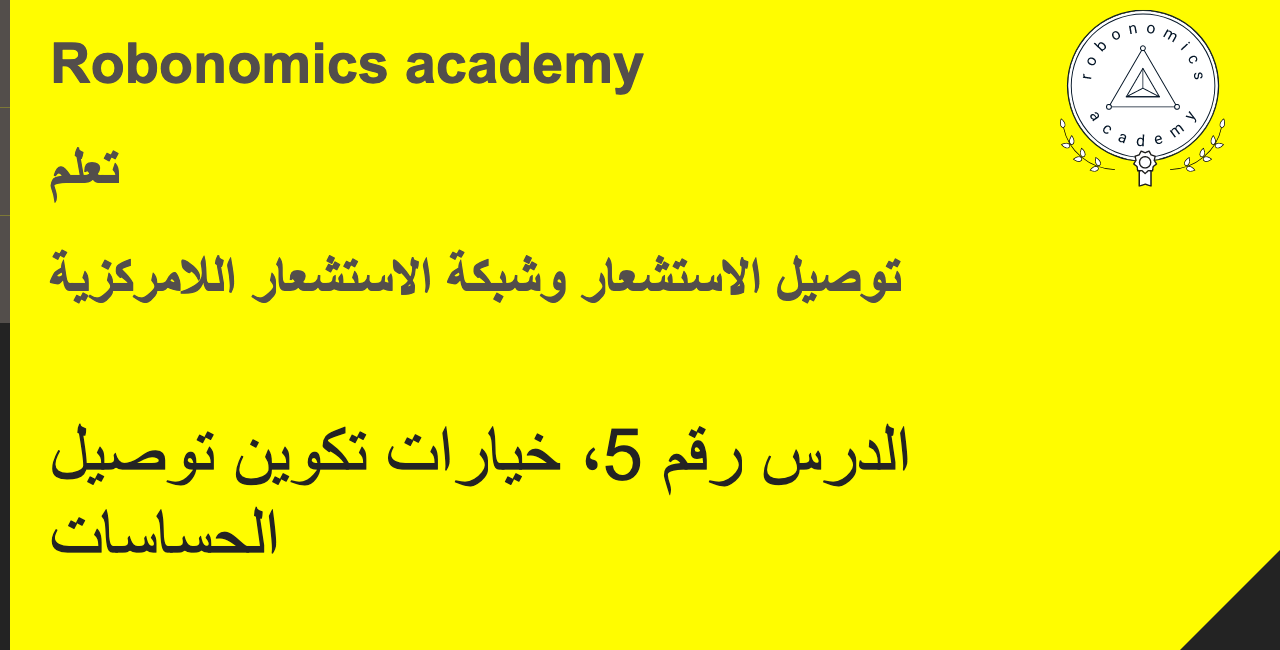 Robonomics academy
robonomics
academy
تعلم
توصيل الاستشعار وشبكة الاستشعار اللامركزية
الدرس رقم 5، خيارات تكوين توصيل
الحساسات